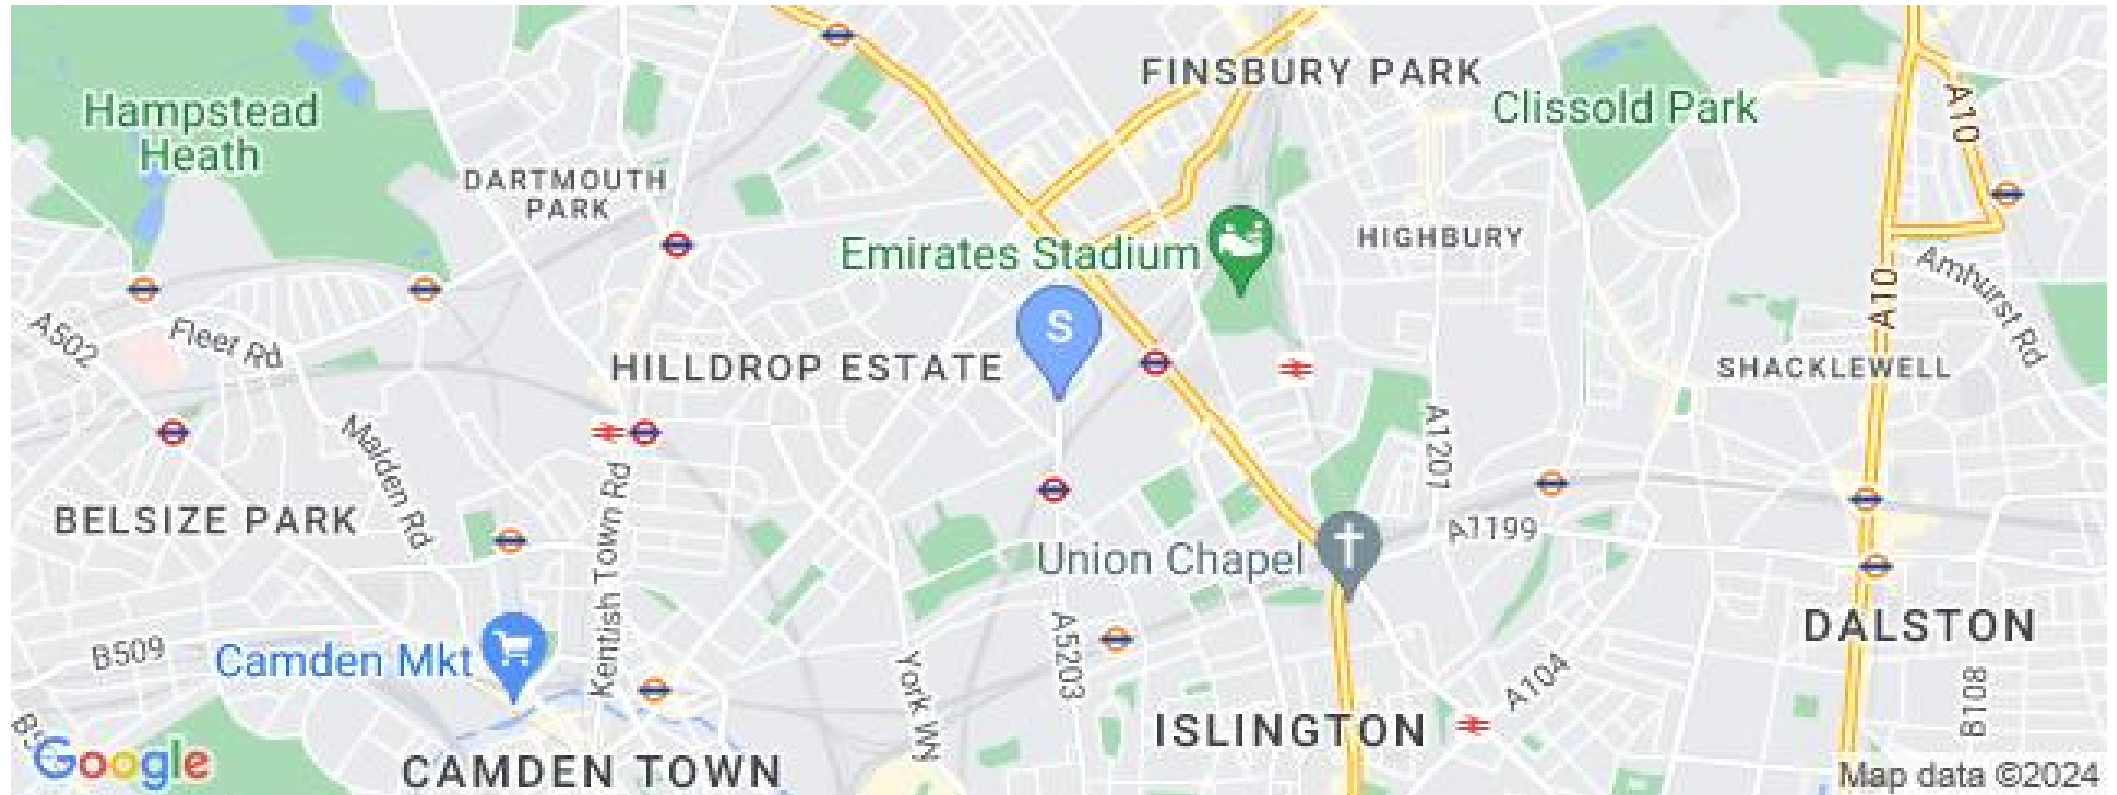 FINSBURY PARK
Hampstead
Heath
Clissold Park
A10
DARTMOUTH
PARK
Emirates Stadium
HIGHBURY
Amhurst Rd
A10
A502
Fleet Rd
S
HILLDROP ESTATE
SHACKLEWELL
Malden Rd
A1201
Kentish Town Rd
BELSIZE PARK
A1199
Union Chapel
DALSTON
B509
Camden Mkt
A5203
York Wy
A104
B108
ISLINGTON
Google
CAMDEN TOWN
Map data ©2024